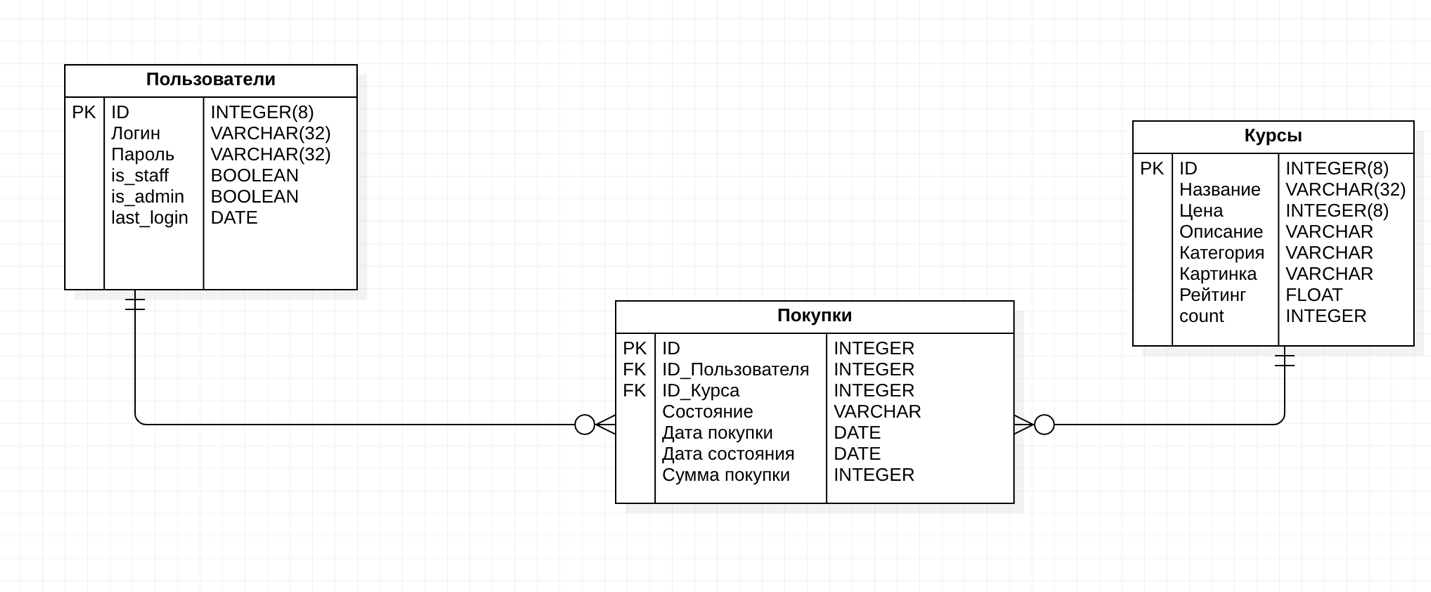 Пользователи
PK ID INTEGER(8)
Логин VARCHAR(32)
Пароль VARCHAR(32)
is_staff BOOLEAN
is_admin BOOLEAN
last_login DATE
Курсы
PK ID INTEGER(8)
Название VARCHAR(32)
Цена INTEGER(8)
Описание VARCHAR
Категория VARCHAR
Картинка VARCHAR
Рейтинг FLOAT
count INTEGER
Покупки
PK ID INTEGER
FK ID_Пользователя INTEGER
FK ID_Курса INTEGER
Состояние VARCHAR
Дата покупки DATE
Дата состояния DATE
Сумма покупки INTEGER